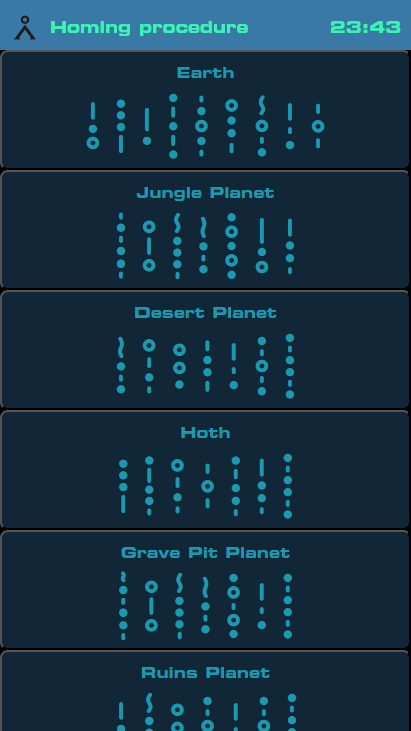 Homing procedure
23:43
Earth
Jungle Planet
Desert Planet
Hoth
Grave Pit Planet
Ruins Planet